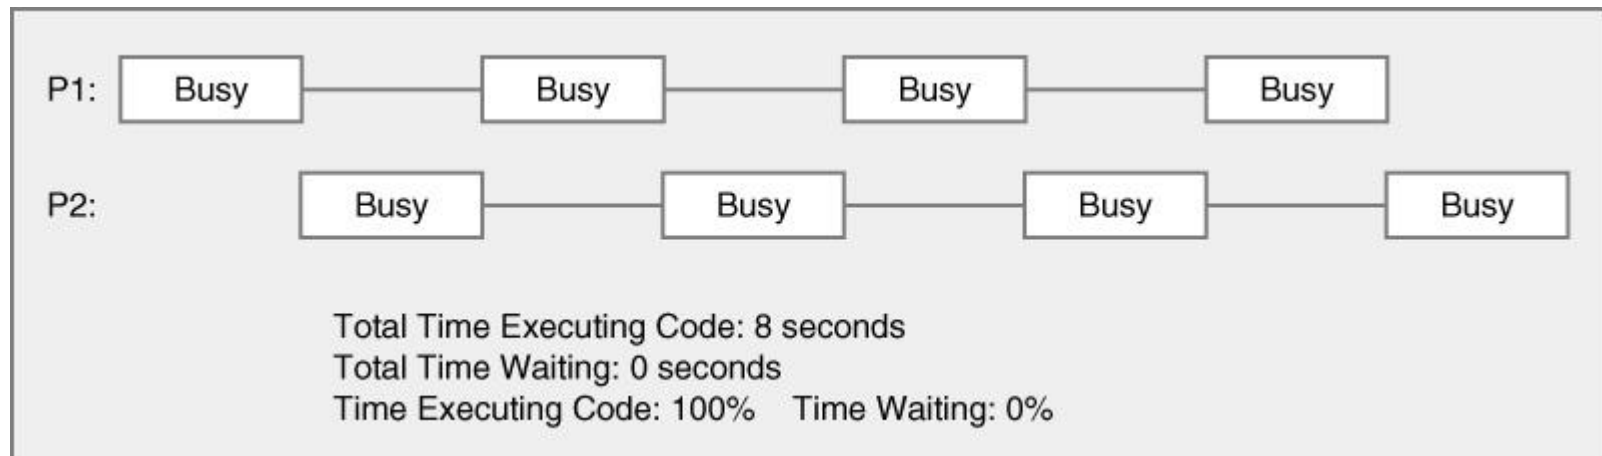 P1: Busy Busy Busy Busy
P2: Busy Busy Busy Busy
Total Time Executing Code: 8 seconds
Total Time Waiting: 0 seconds
Time Executing Code: 100% Time Waiting: 0%